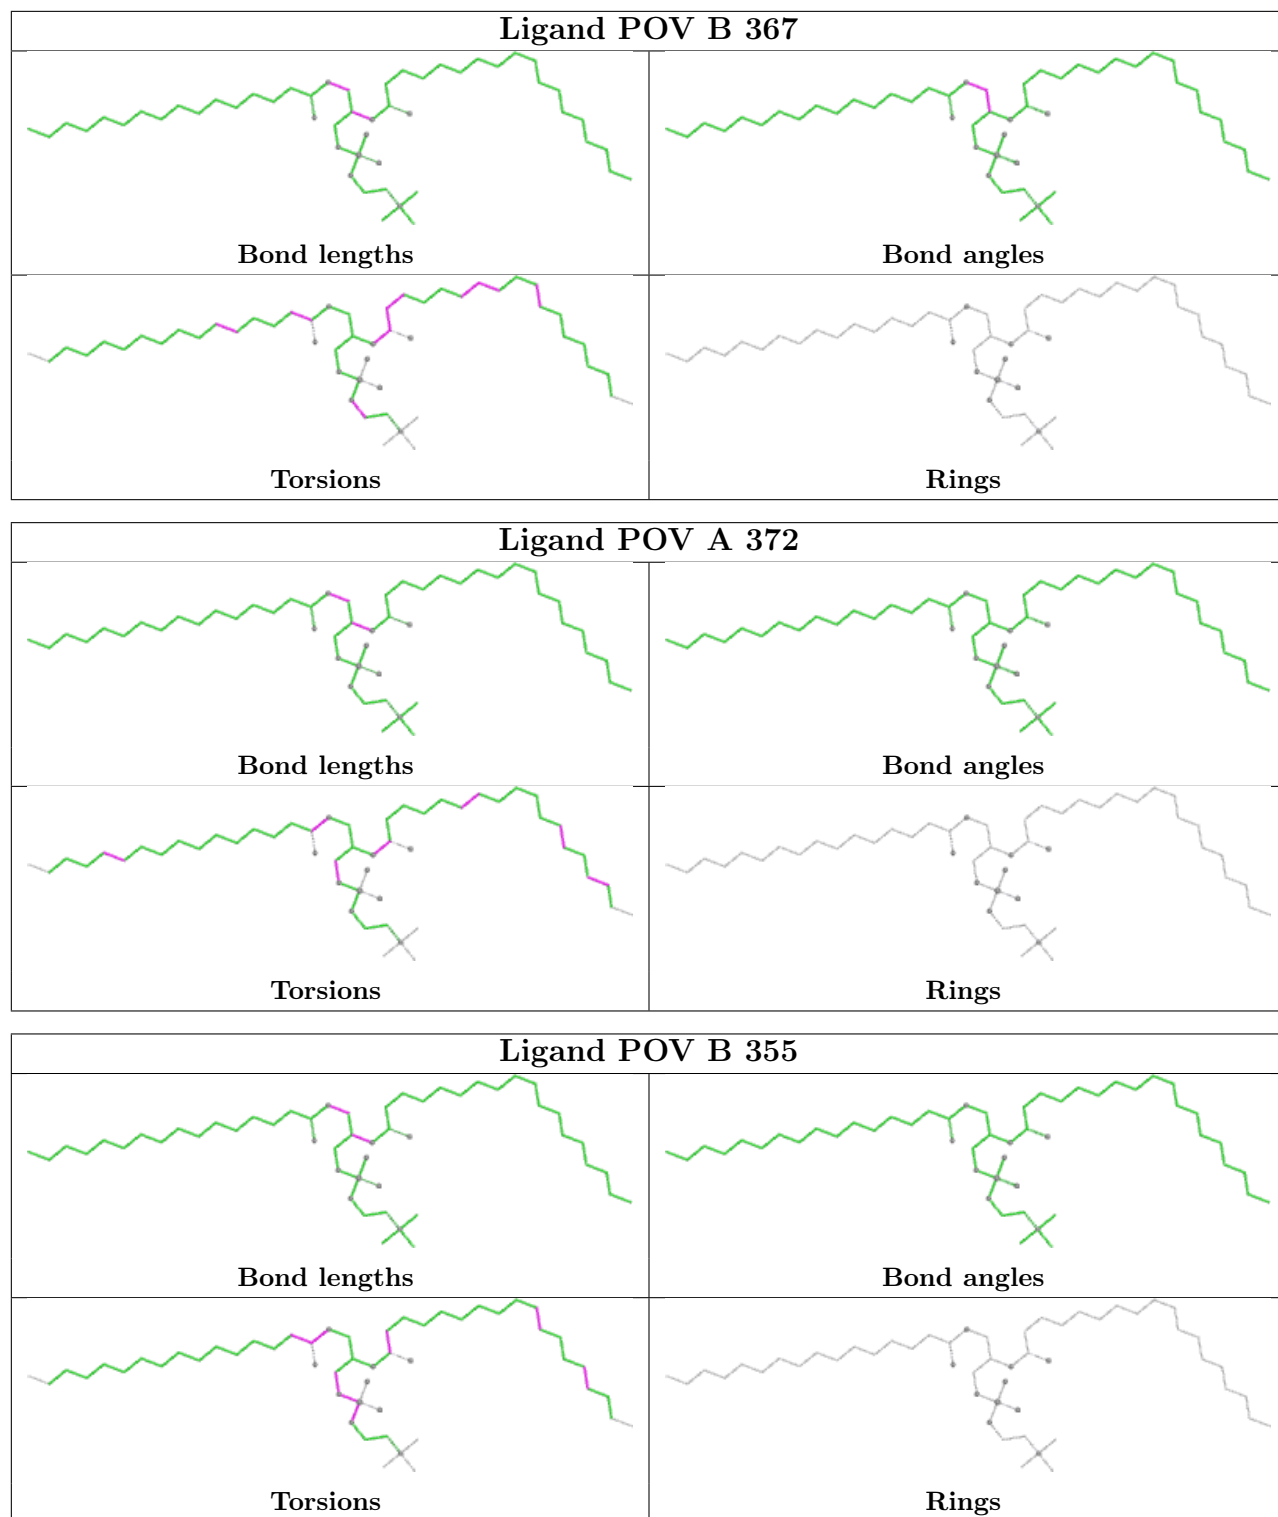 Ligand POV B 367
Bond lengths
Bond angles
Torsions
Rings
Ligand POV A 372
Bond lengths
Bond angles
Torsions
Rings
Ligand POV B 355
Bond lengths
Bond angles
Torsions
Rings